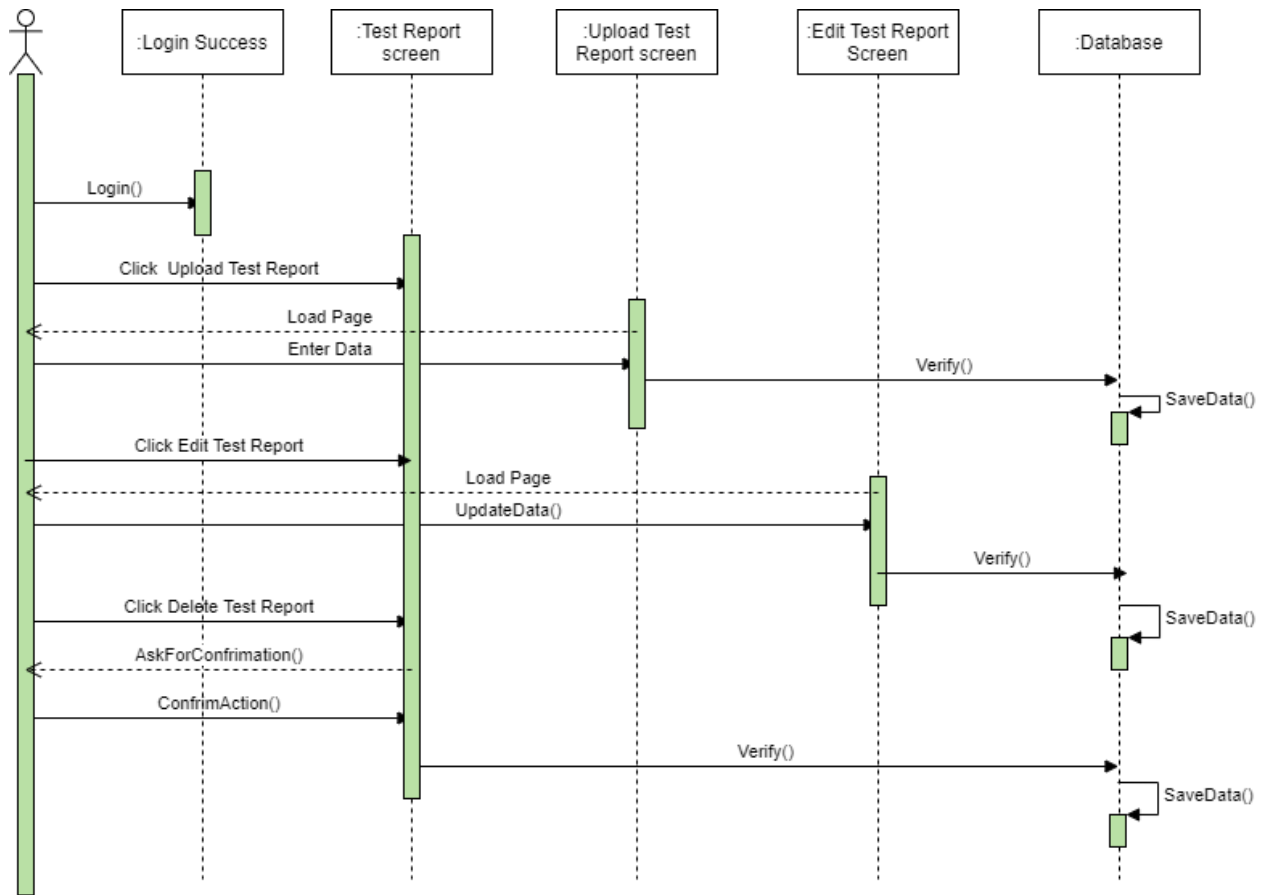 :Login Success
:Test Report
screen
:Upload Test
Report screen
:Edit Test Report
Screen
:Database
Login()
Click  Upload Test Report
Load Page
Enter Data
Verify()
SaveData()
Click Edit Test Report
Load Page
UpdateData()
Verify()
Click Delete Test Report
SaveData()
AskForConfrimation()
ConfrimAction()
Verify()
SaveData()